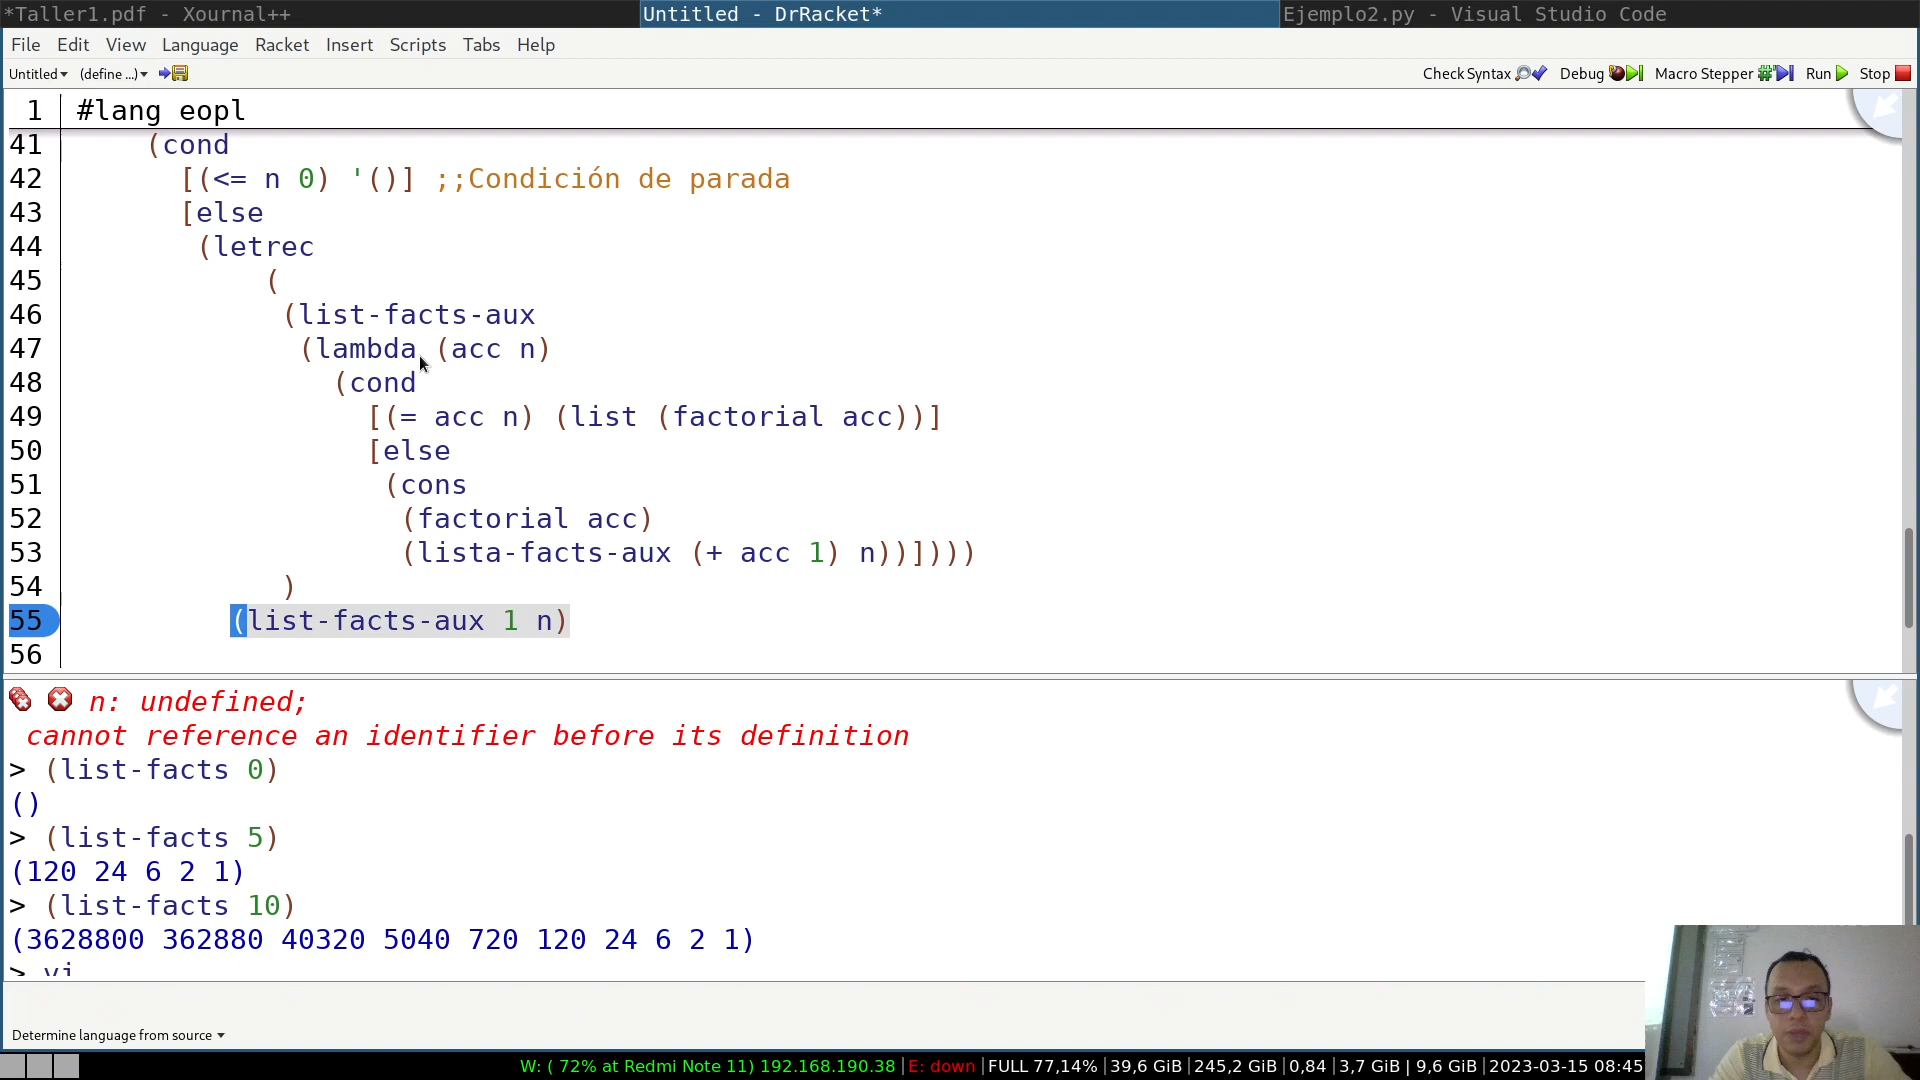 *Taller1.pdf - Xournal++ Untitled - DrRacket* Ejemplo2.py - Visual Studio Code
File Edit View Language Racket Insert Scripts Tabs Help
Untitled (define ...) Check Syntax Debug Macro Stepper Run Stop
1 #lang eopl
41 (cond
42 [(<= n 0) '()] ;;Condición de parada
43 [else
44 (letrec
45 (
46 (list-facts-aux
47 (lambda (acc n)
48 (cond
49 [(= acc n) (list (factorial acc))]
50 [else
51 (cons
52 (factorial acc)
53 (lista-facts-aux (+ acc 1) n))])))
54 )
55 (list-facts-aux 1 n)
56
n: undefined;
cannot reference an identifier before its definition
> (list-facts 0)
()
> (list-facts 5)
(120 24 6 2 1)
> (list-facts 10)
(3628800 362880 40320 5040 720 120 24 6 2 1)
> vi
Determine language from source
W: ( 72% at Redmi Note 11) 192.168.190.38 |E: down |FULL 77,14% |39,6 GiB |245,2 GiB |0,84 |3,7 GiB | 9,6 GiB |2023-03-15 08:45